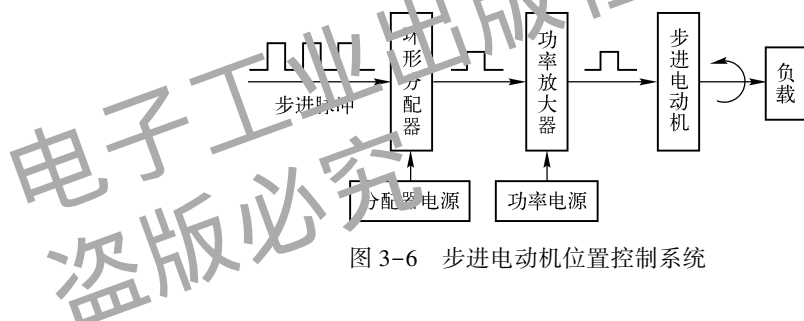 环形分配器
功率放大器
步进电动机
负载
步进脉冲
分配器电源
功率电源
图 3-6 步进电动机位置控制系统
电子工业出版社
盗版必究